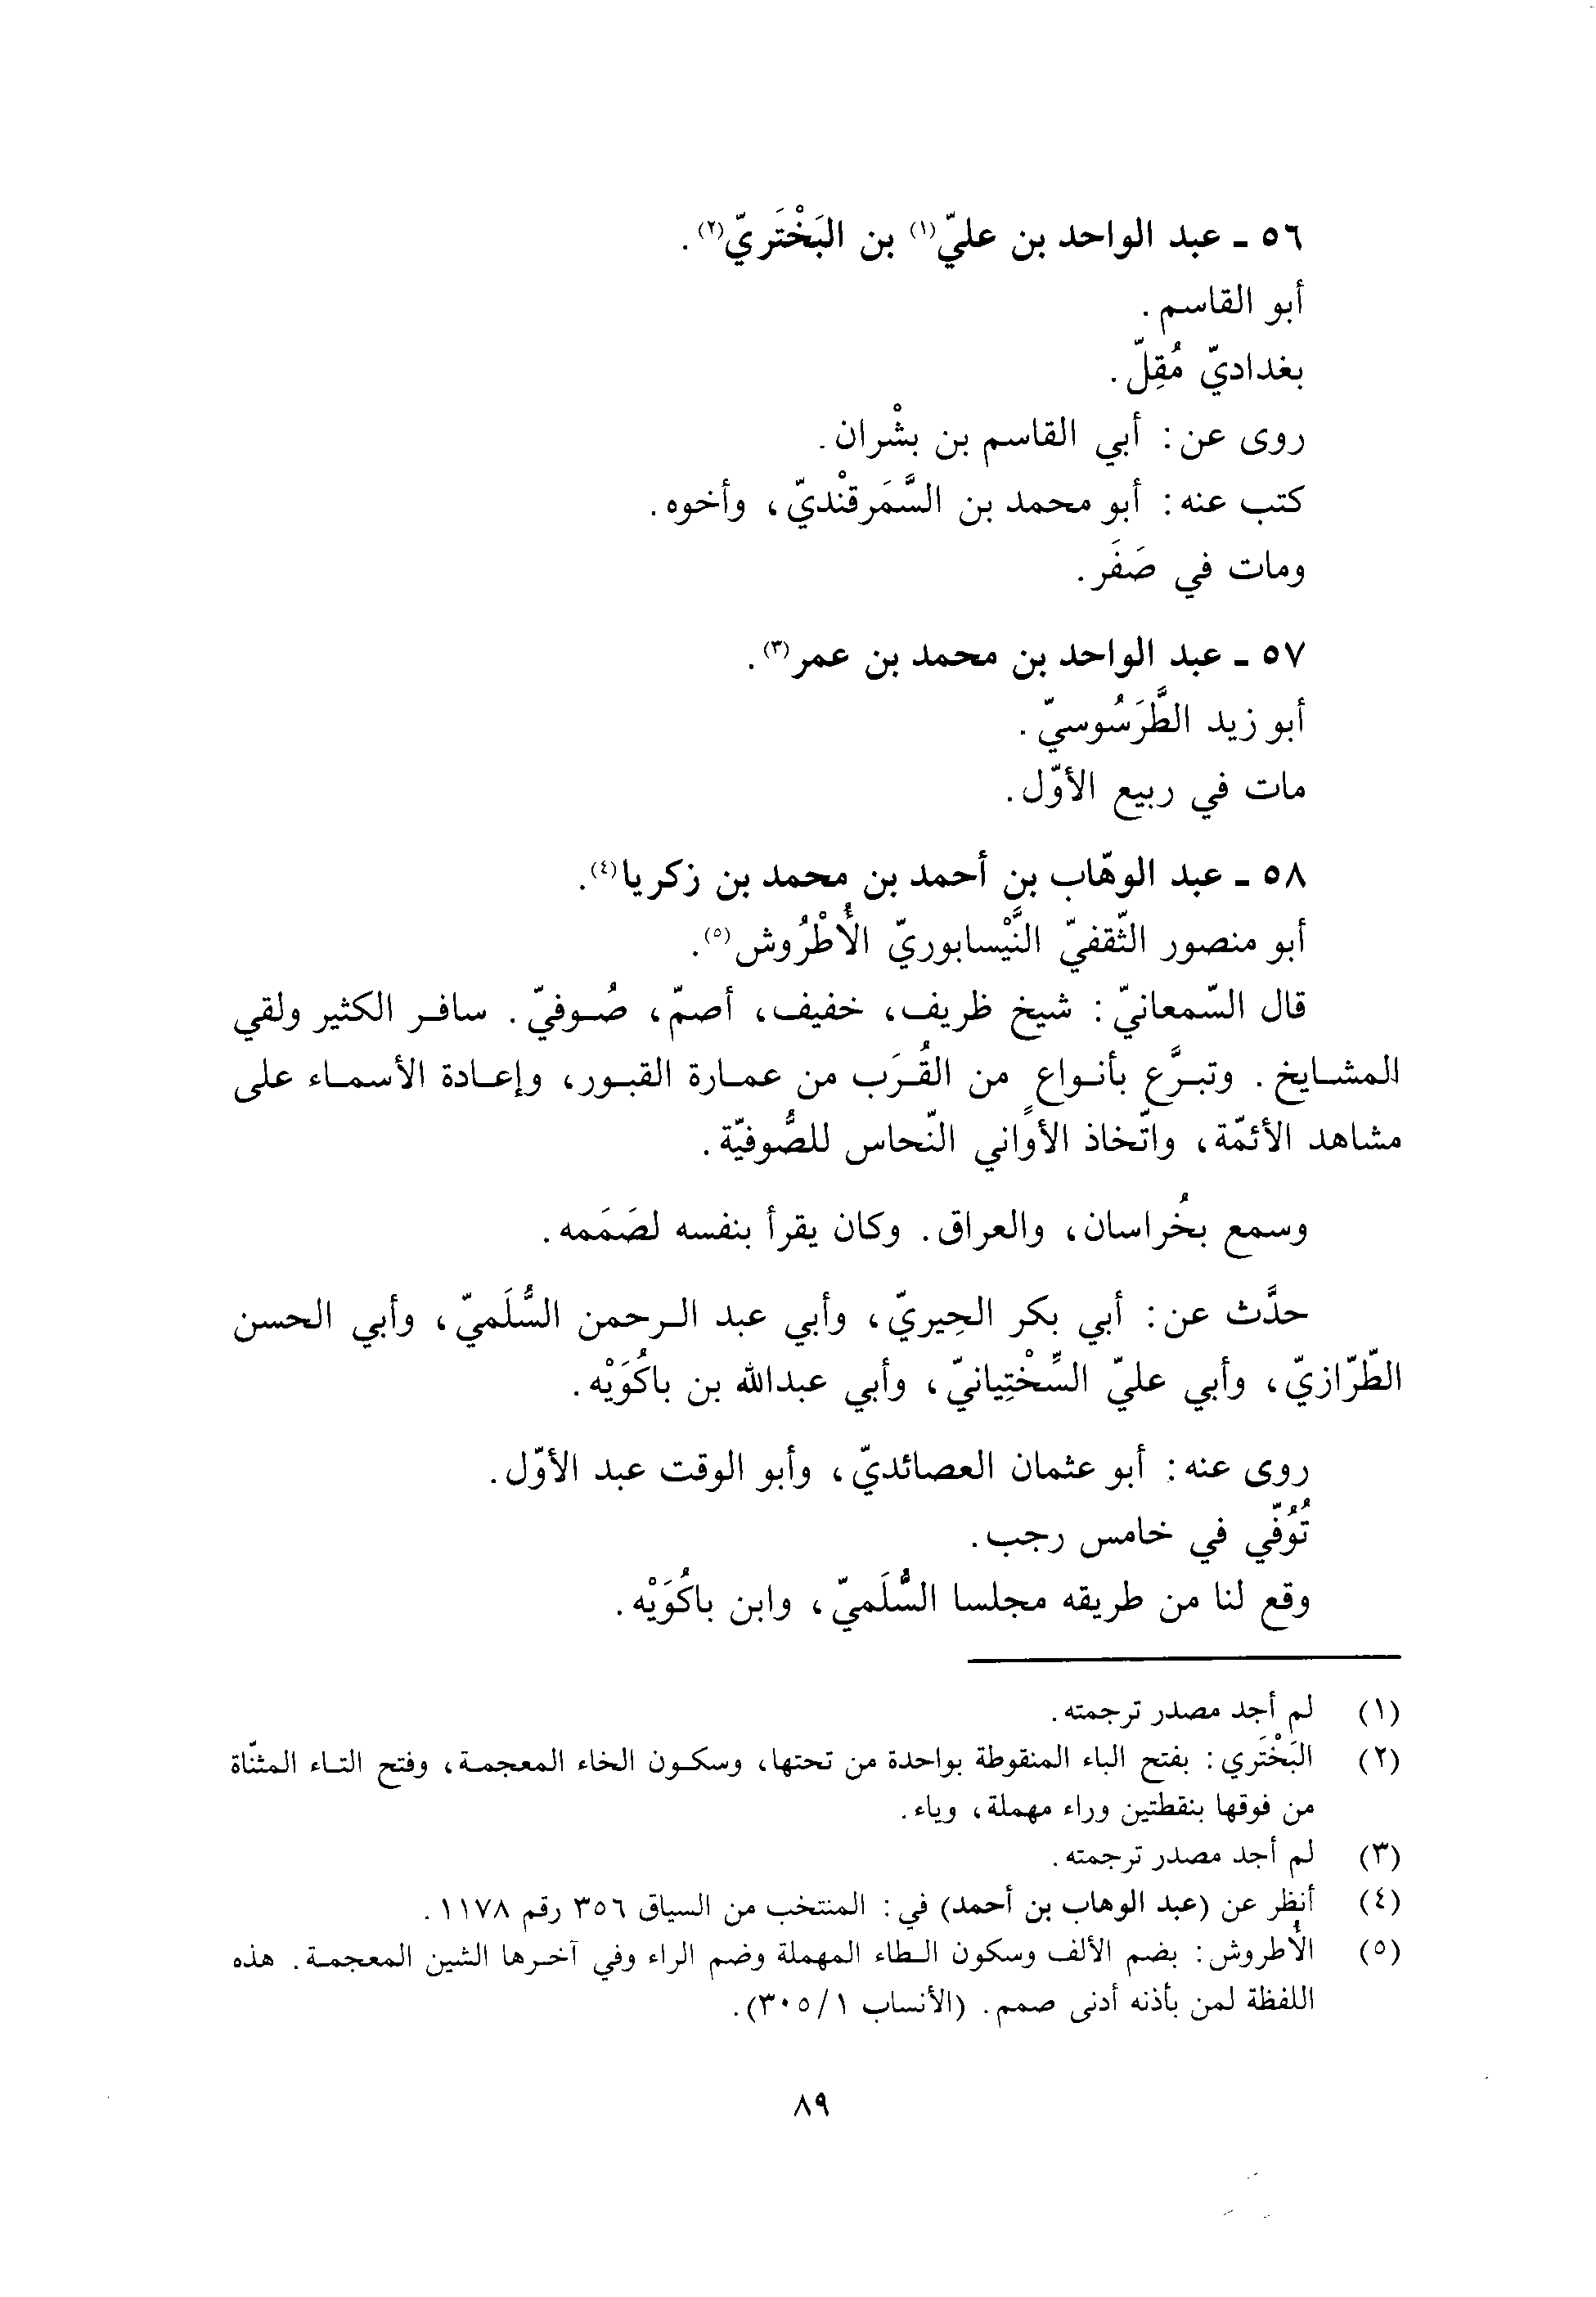 ٥٦ ـ عبد الواحد بن عليّ(١) بن البَخْتَريّ(٢).
أبو القاسم.
بغداديّ مُقِلّ.
روى عن: أبي القاسم بن بشْران.
كتب عنه: أبو محمد بن السَّمَرقنْديّ، وأخوه.
ومات في صَفَر.
٥٧ ـ عبد الواحد بن محمد بن عمر(٣).
أبو زيد الطَّرَسُوسيّ.
مات في ربيع الأوّل.
٥٨ ـ عبد الوهّاب بن أحمد بن محمد بن زكريا(٤).
أبو منصور الثّقفيّ النَّيْسابوريّ الأُطْرُوش(٥).
قال السّمعانيّ: شيخ ظريف، خفيف، أصمّ، صُوفيّ. سافر الكثير ولقي
المشايخ. وتبرَّع بأنواعٍ من القُرَب من عمارة القبور، وإعادة الأسماء على
مشاهد الأئمّة، واتّخاذ الأواني النّحاس للصُّوفيّة.
وسمع بخُراسان، والعراق. وكان يقرأ بنفسه لصَمَمه.
حدَّث عن: أبي بكر الحِيريّ، وأبي عبد الرحمن السُّلَميّ، وأبي الحسن
الطّرّازيّ، وأبي عليّ السِّخْتِيانيّ، وأبي عبدالله بن باكُوَيْه.
روى عنه: أبو عثمان العصائديّ، وأبو الوقت عبد الأوّل.
تُوُفّي في خامس رجب.
وقع لنا من طريقه مجلسا السُّلَميّ، وابن باكُوَيْه.
(١) لم أجد مصدر ترجمته.
(٢) البَخْتَري: بفتح الباء المنقوطة بواحدة من تحتها، وسكون الخاء المعجمة، وفتح التاء المثنّاة
من فوقها بنقطتين وراء مهملة، وياء.
(٣) لم أجد مصدر ترجمته.
(٤) أنظر عن (عبد الوهاب بن أحمد) في: المنتخب من السياق ٣٥٦ رقم ١١٧٨.
(٥) الأُطروش: بضم الألف وسكون الطاء المهملة وضم الراء وفي آخرها الشين المعجمة. هذه
اللفظة لمن بأذنه أدنى صمم. (الأنساب ٣٠٥/١).
٨٩